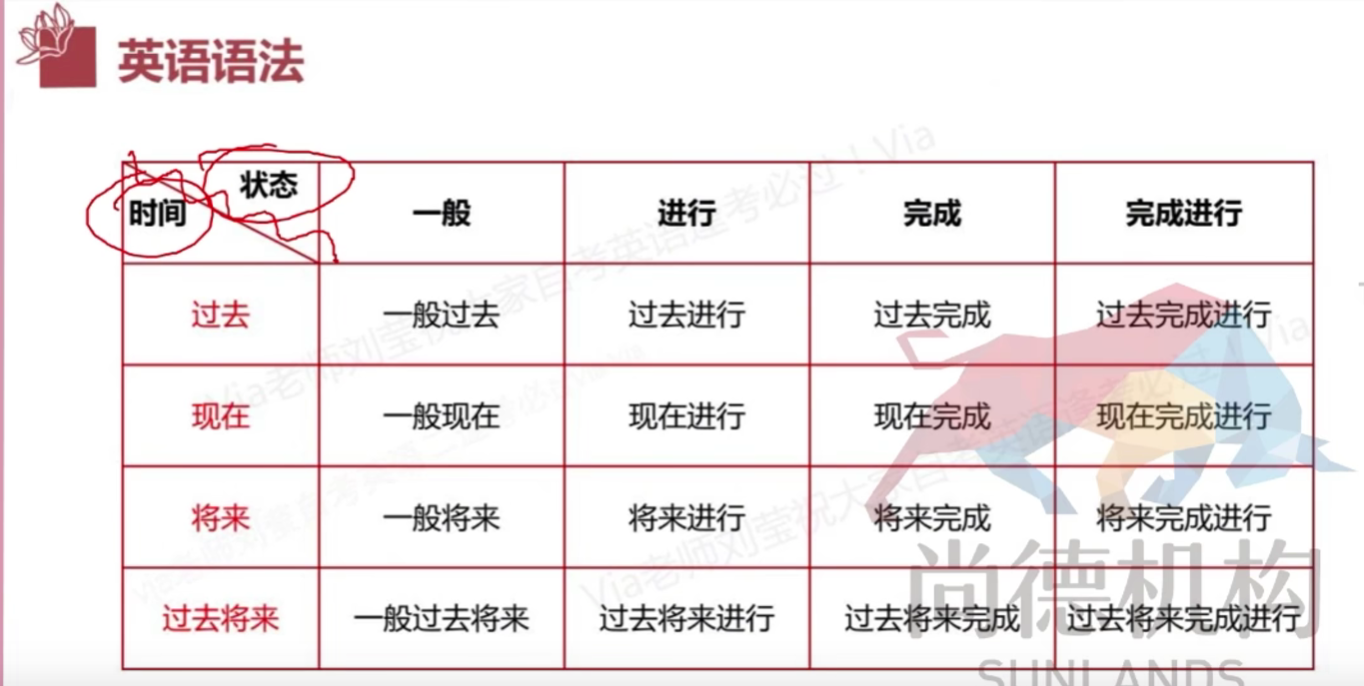 英语语法
状态
时间
一般 进行 完成 完成进行
过去 一般过去 过去进行 过去完成 过去完成进行
现在 一般现在 现在进行 现在完成 现在完成进行
将来 一般将来 将来进行 将来完成 将来完成进行
过去将来 一般过去将来 过去将来进行 过去将来完成 过去将来完成进行
Via老师刘莹祝大家自考英语逢考必过！Via
尚德机构
SUNLANDS